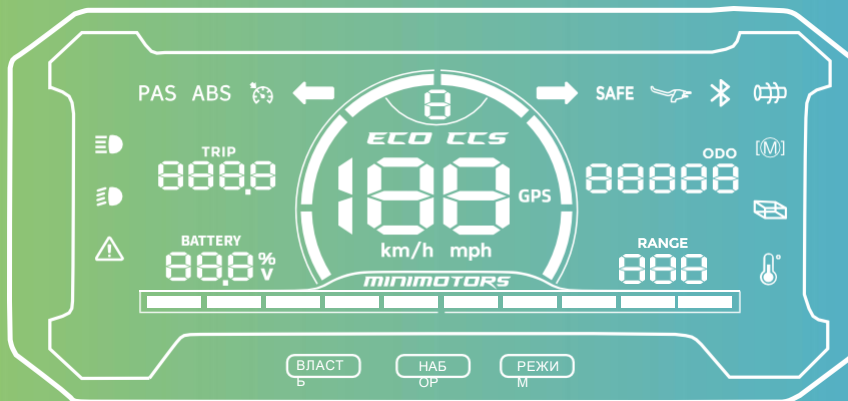 PAS ABS SAFE
8
ECO CCS
TRIP
888.8
ODO
88888
188
GPS
[M]
km/h mph
BATTERY
88.8 % V
RANGE
888
MINIMOTORS
ВЛАСТ
Ь
НАБ
ОР
РЕЖИ
М